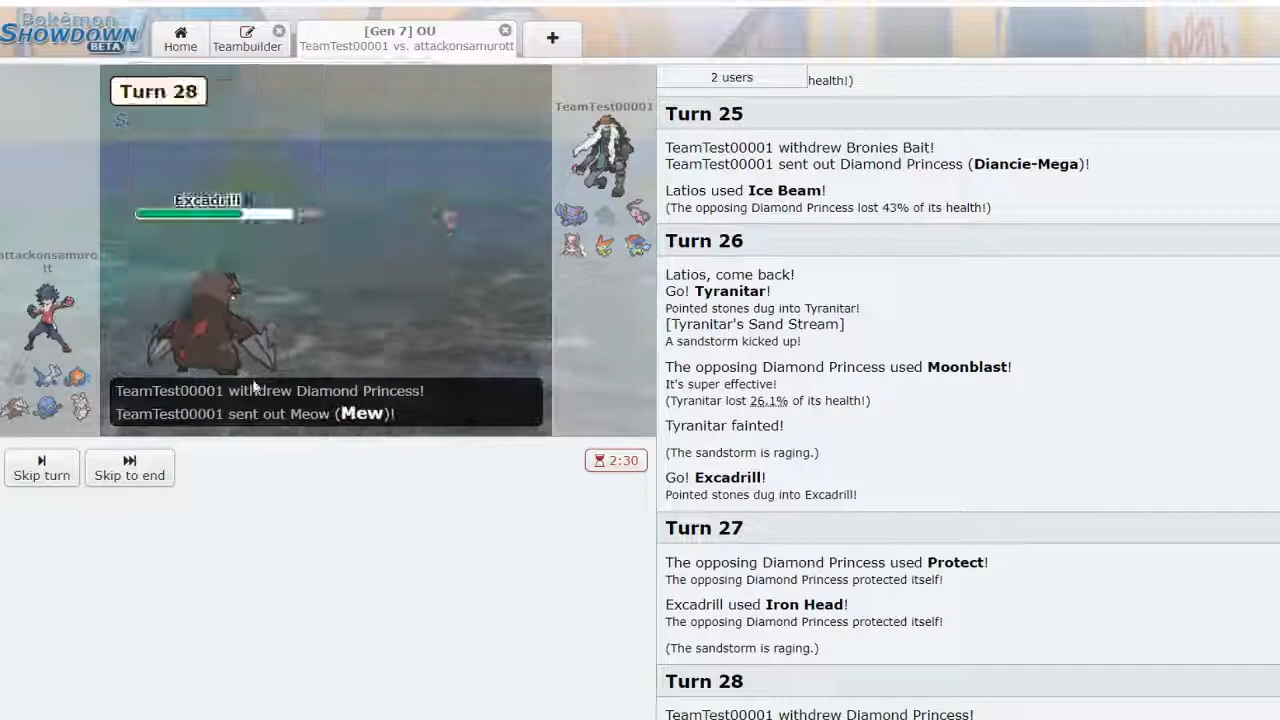 Pokémon
SHOWDOWN
BETA
Home
Teambuilder
[Gen 7] OU
TeamTest00001 vs. attackonsamurott
Turn 28
Excadrill
TeamTest00001
attackonsamuro
tt
TeamTest00001 withdrew Diamond Princess!
TeamTest00001 sent out Meow (Mew)!
Skip turn
Skip to end
2:30
2 users
health!)
Turn 25
TeamTest00001 withdrew Bronies Bait!
TeamTest00001 sent out Diamond Princess (Diancie-Mega)!
Latios used Ice Beam!
(The opposing Diamond Princess lost 43% of its health!)
Turn 26
Latios, come back!
Go! Tyranitar!
Pointed stones dug into Tyranitar!
[Tyranitar's Sand Stream]
A sandstorm kicked up!
The opposing Diamond Princess used Moonblast!
It's super effective!
(Tyranitar lost 26.1% of its health!)
Tyranitar fainted!
(The sandstorm is raging.)
Go! Excadrill!
Pointed stones dug into Excadrill!
Turn 27
The opposing Diamond Princess used Protect!
The opposing Diamond Princess protected itself!
Excadrill used Iron Head!
The opposing Diamond Princess protected itself!
(The sandstorm is raging.)
Turn 28
TeamTest00001 withdrew Diamond Princess!